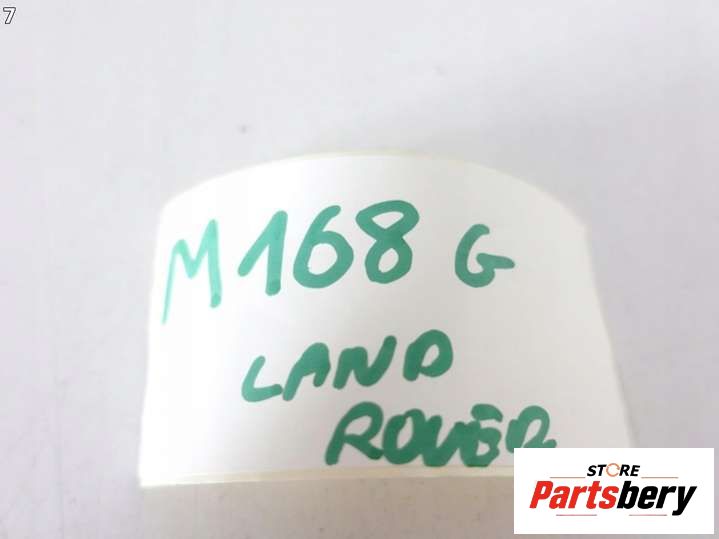 7
M168 G
LAND
ROVER
STORE
Partsbery